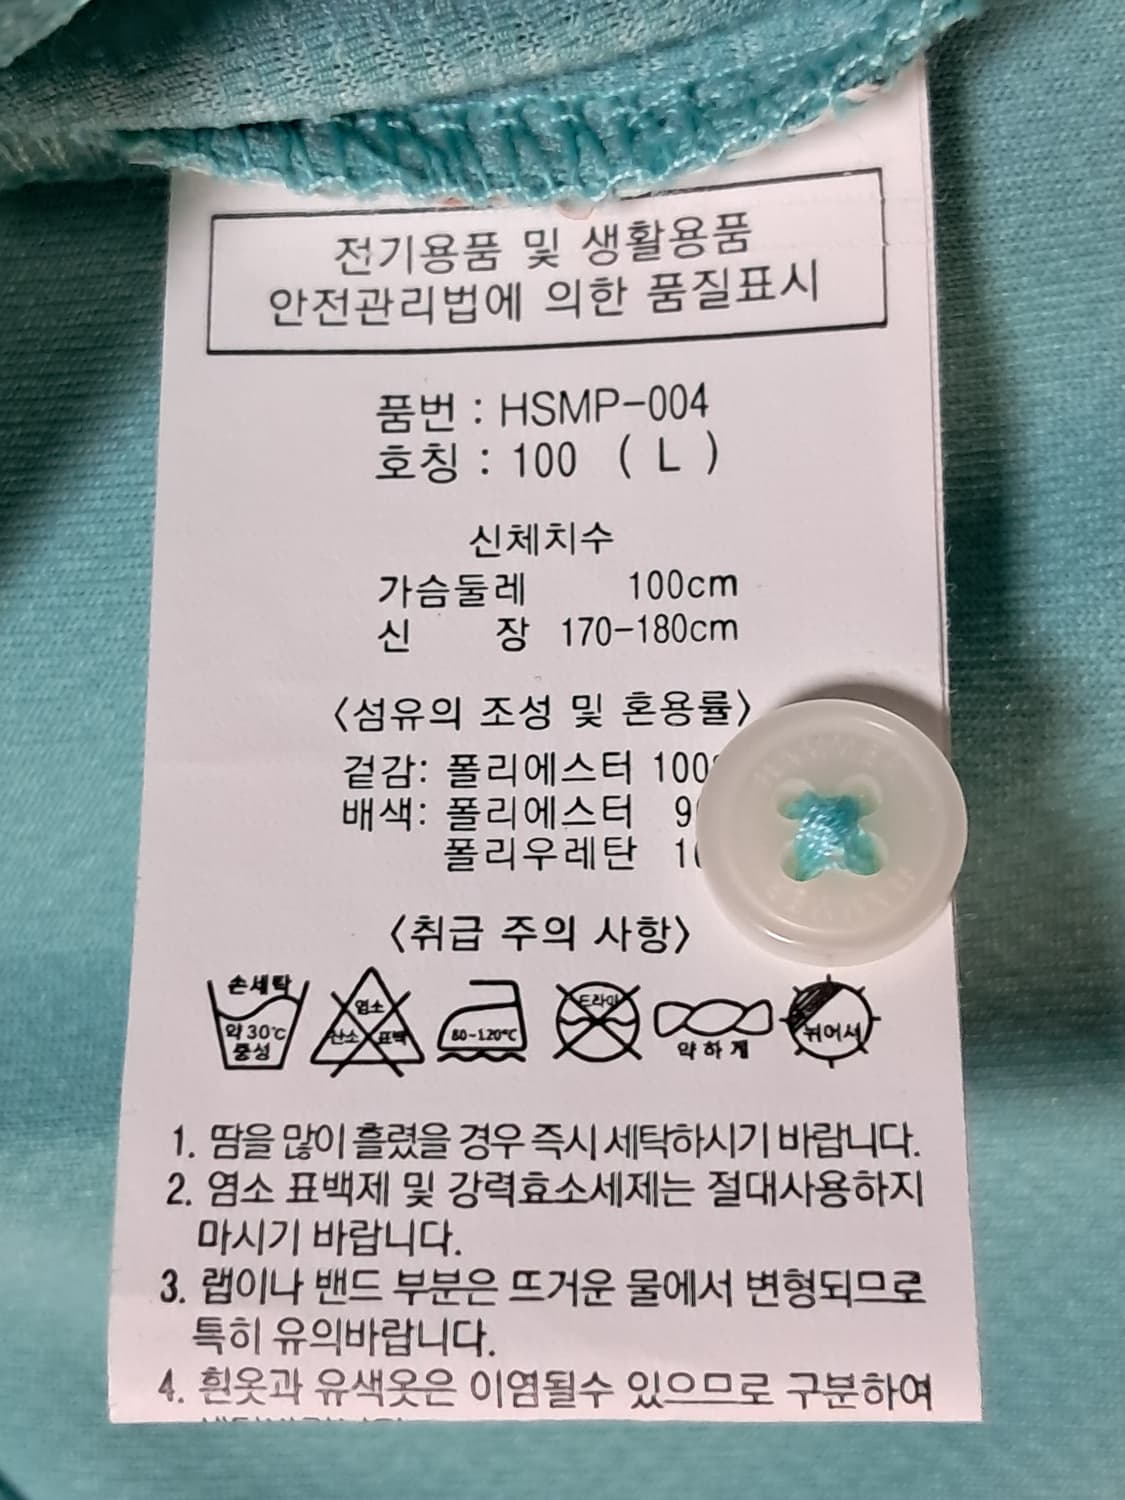 전기용품 및 생활용품
안전관리법에 의한 품질표시
품번 : HSMP-004
호칭 : 100 ( L )
신체치수
가슴둘레 100cm
신 장 170-180cm
<섬유의 조성 및 혼용률>
겉감: 폴리에스터 100
배색: 폴리에스터
폴리우레탄
<취급 주의 사항>
손세탁
약 30℃
중성
염소
산소 표백
80~120℃
드라이
약하게
뉘어서
1. 땀을 많이 흘렸을 경우 즉시 세탁하시기 바랍니다.
2. 염소 표백제 및 강력효소세제는 절대사용하지
마시기 바랍니다.
3. 랩이나 밴드 부분은 뜨거운 물에서 변형되므로
특히 유의바랍니다.
4. 흰옷과 유색옷은 이염될수 있으므로 구분하여